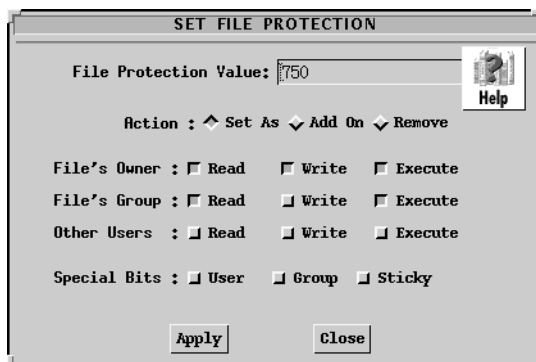 SET FILE PROTECTION
File Protection Value: 750
Help
Action : Set As Add On Remove
File's Owner : Read Write Execute
File's Group : Read Write Execute
Other Users : Read Write Execute
Special Bits : User Group Sticky
Apply Close